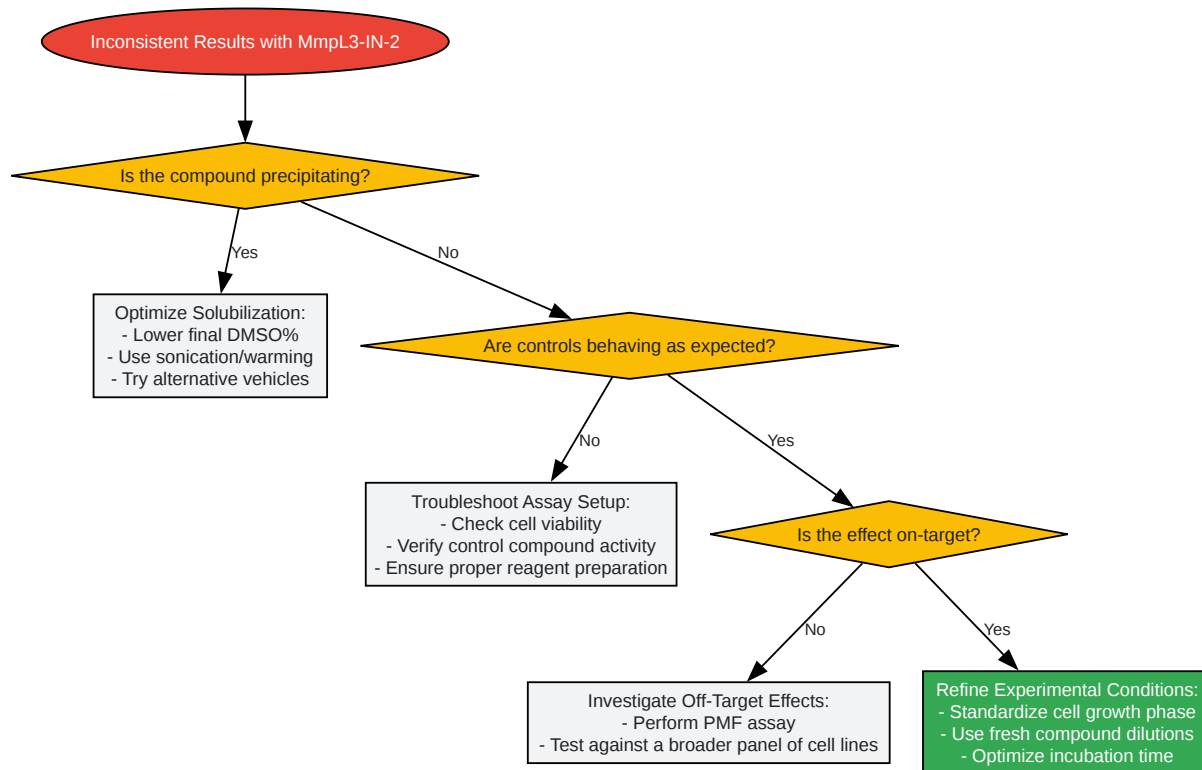 Inconsistent Results with MmpL3-IN-2
Is the compound precipitating?
Yes
No
Optimize Solubilization:
- Lower final DMSO%
- Use sonication/warming
- Try alternative vehicles
Are controls behaving as expected?
No
Yes
Troubleshoot Assay Setup:
- Check cell viability
- Verify control compound activity
- Ensure proper reagent preparation
Is the effect on-target?
No
Yes
Investigate Off-Target Effects:
- Perform PMF assay
- Test against a broader panel of cell lines
Refine Experimental Conditions:
- Standardize cell growth phase
- Use fresh compound dilutions
- Optimize incubation time